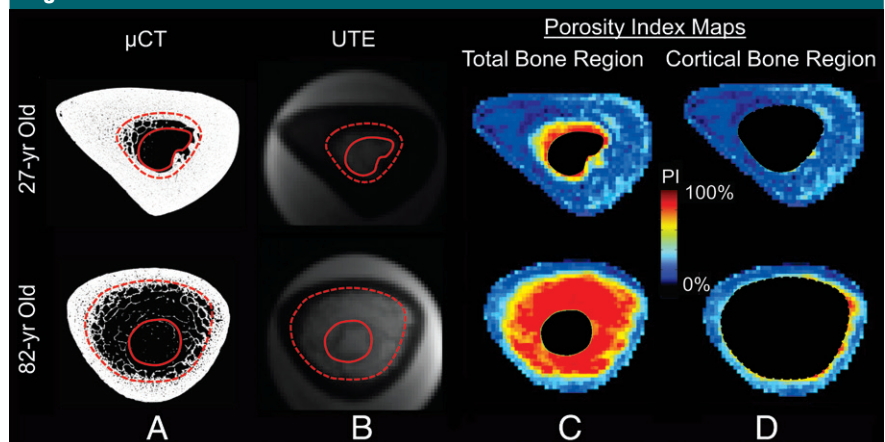 Porosity Index Maps
µCT
UTE
Total Bone Region
Cortical Bone Region
27-yr Old
PI
100%
0%
82-yr Old
A
B
C
D